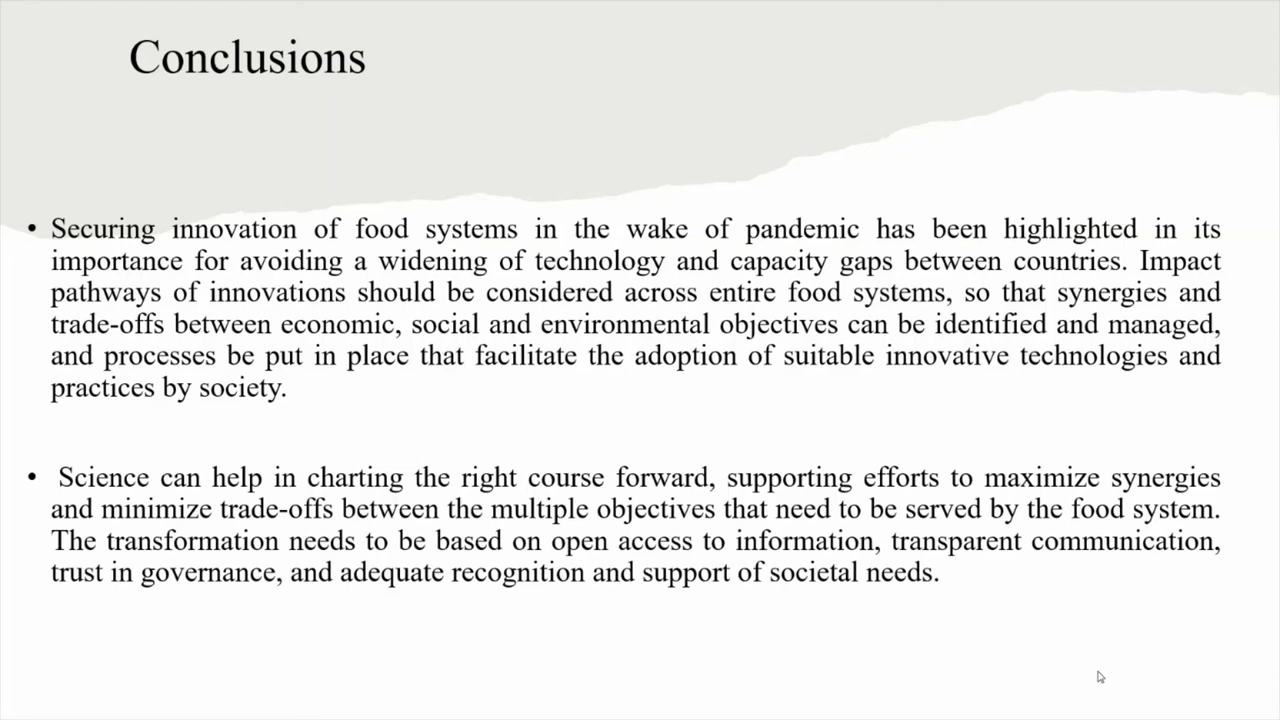 Conclusions
• Securing innovation of food systems in the wake of pandemic has been highlighted in its
importance for avoiding a widening of technology and capacity gaps between countries. Impact
pathways of innovations should be considered across entire food systems, so that synergies and
trade-offs between economic, social and environmental objectives can be identified and managed,
and processes be put in place that facilitate the adoption of suitable innovative technologies and
practices by society.
• Science can help in charting the right course forward, supporting efforts to maximize synergies
and minimize trade-offs between the multiple objectives that need to be served by the food system.
The transformation needs to be based on open access to information, transparent communication,
trust in governance, and adequate recognition and support of societal needs.